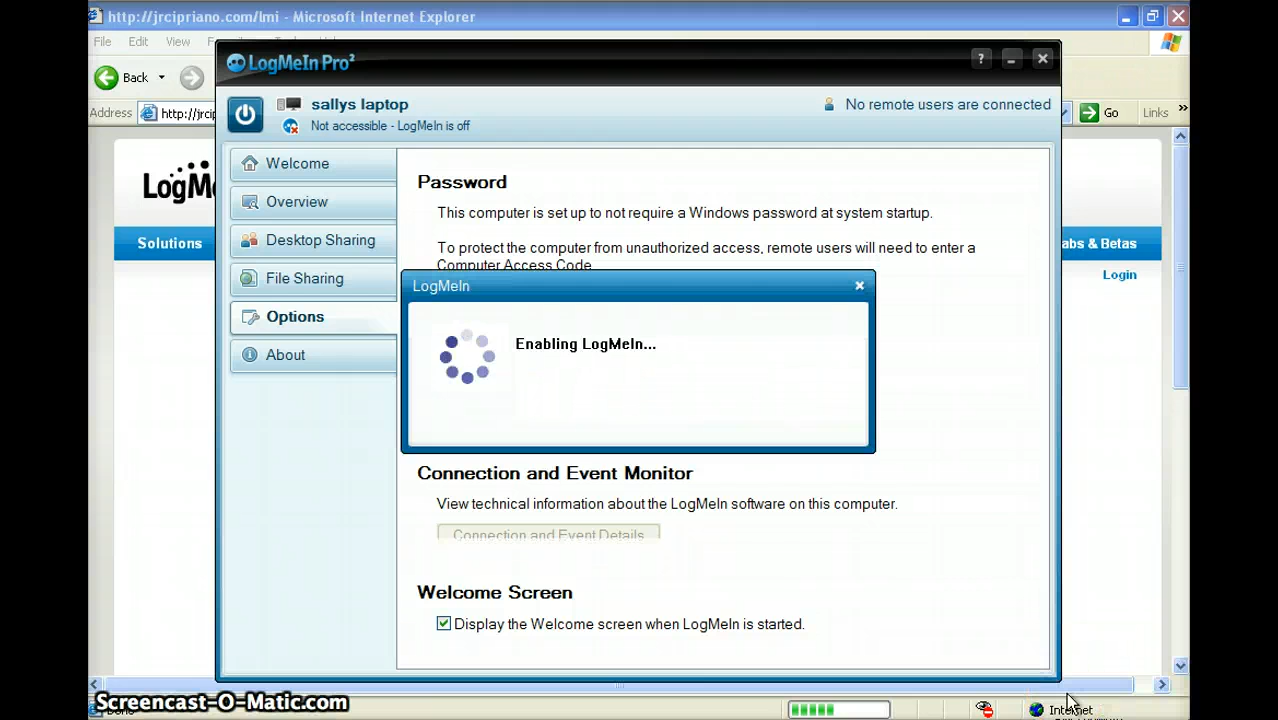 http://jrcipriano.com/lmi - Microsoft Internet Explorer
File Edit View
LogMeIn Pro²
?
Back
sallys laptop
No remote users are connected
Address http://jrcip
Go Links »
Not accessible - LogMeIn is off
Welcome
Password
LogMe
Overview
This computer is set up to not require a Windows password at system startup.
Solutions
Desktop Sharing
To protect the computer from unauthorized access, remote users will need to enter a
abs & Betas
Computer Access Code
File Sharing
LogMeIn
Login
Options
Enabling LogMeIn...
About
Connection and Event Monitor
View technical information about the LogMeIn software on this computer.
Connection and Event Details
Welcome Screen
Display the Welcome screen when LogMeIn is started.
Screencast-O-Matic.com
Internet